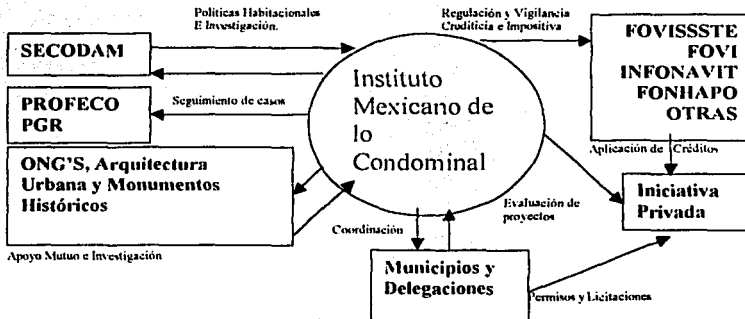 Políticas Habitacionales
E Investigación.
Regulación y Vigilancia
Crediticia e Impositiva
SECODAM
FOVISSSTE
FOVI
INFONAVIT
FONHAPO
OTRAS
Instituto
Mexicano de
lo
Condominal
PROFECO
PGR
Seguimiento de casos
Aplicación de Créditos
ONG'S, Arquitectura
Urbana y Monumentos
Históricos
Iniciativa
Privada
Evaluación de
proyectos
Coordinación
Apoyo Mutuo e Investigación
Municipios y
Delegaciones
Permisos y Licitaciones